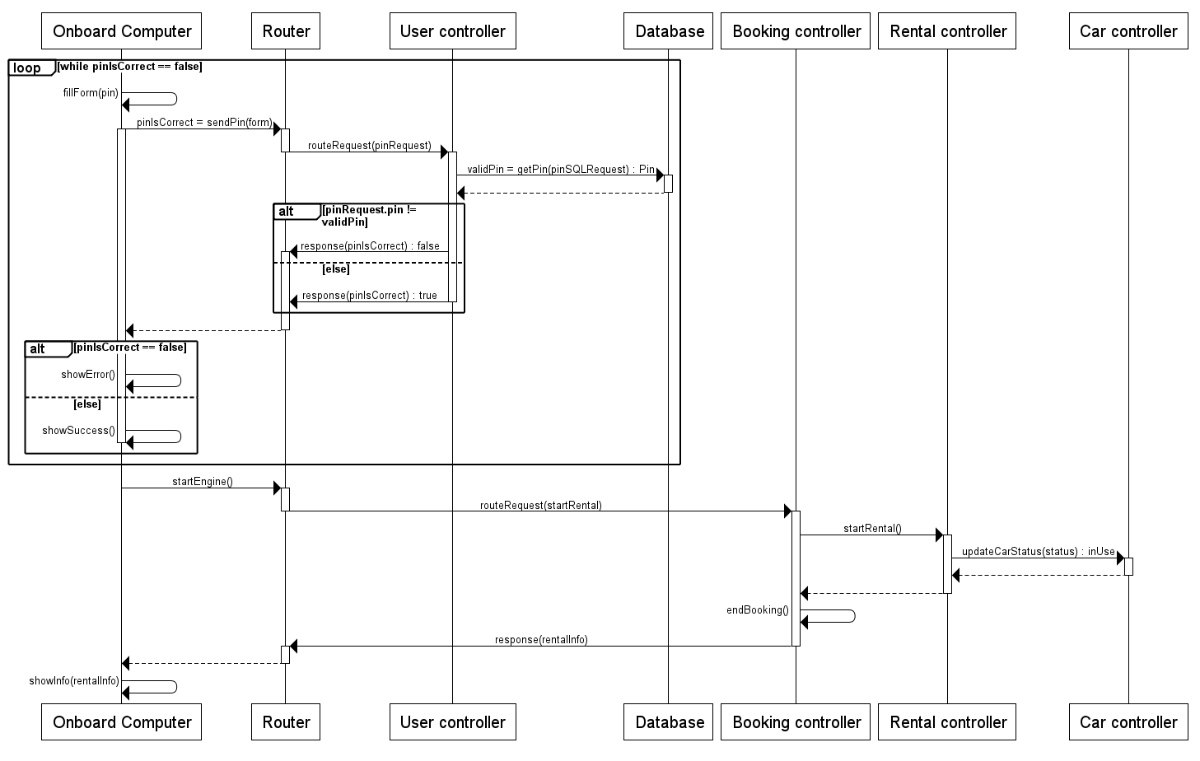 Onboard Computer
Router
User controller
Database
Booking controller
Rental controller
Car controller
loop
[while pinIsCorrect == false]
fillForm(pin)
pinIsCorrect = sendPin(form)
routeRequest(pinRequest)
validPin = getPin(pinSQLRequest) : Pin
alt
[pinRequest.pin !=
validPin]
response(pinIsCorrect) : false
[else]
response(pinIsCorrect) : true
alt
[pinIsCorrect == false]
showError()
[else]
showSuccess()
startEngine()
routeRequest(startRental)
startRental()
updateCarStatus(status) : inUse
endBooking()
response(rentalInfo)
showInfo(rentalInfo)
Onboard Computer
Router
User controller
Database
Booking controller
Rental controller
Car controller